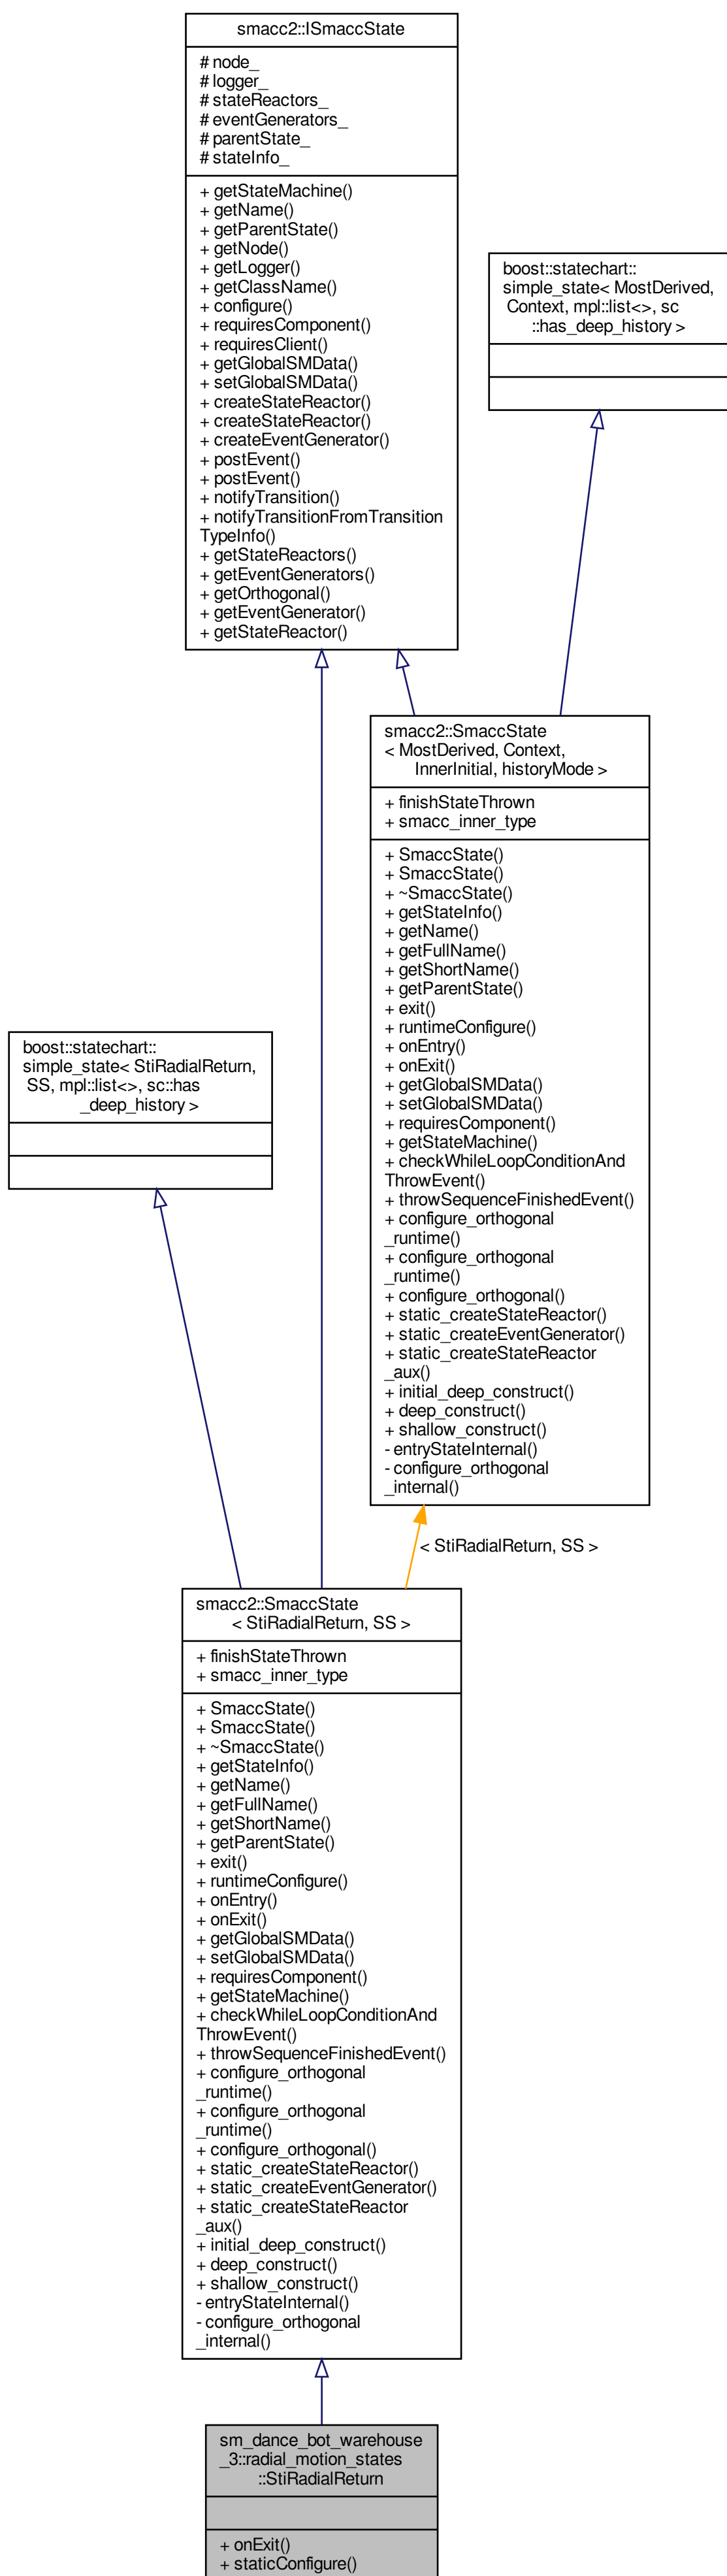 smacc2::ISmaccState
# node_
# logger_
# stateReactors_
# eventGenerators_
# parentState_
# stateInfo_
+ getStateMachine()
+ getName()
+ getParentState()
+ getNode()
+ getLogger()
+ getClassName()
+ configure()
+ requiresComponent()
+ requiresClient()
+ getGlobalSMData()
+ setGlobalSMData()
+ createStateReactor()
+ createStateReactor()
+ createEventGenerator()
+ postEvent()
+ postEvent()
+ notifyTransition()
+ notifyTransitionFromTransition
TypeInfo()
+ getStateReactors()
+ getEventGenerators()
+ getOrthogonal()
+ getEventGenerator()
+ getStateReactor()
boost::statechart::
simple_state< MostDerived,
Context, mpl::list<>, sc
::has_deep_history >
smacc2::SmaccState
< MostDerived, Context,
InnerInitial, historyMode >
+ finishStateThrown
+ smacc_inner_type
+ SmaccState()
+ SmaccState()
+ ~SmaccState()
+ getStateInfo()
+ getName()
+ getFullName()
+ getShortName()
+ getParentState()
+ exit()
+ runtimeConfigure()
+ onEntry()
+ onExit()
+ getGlobalSMData()
+ setGlobalSMData()
+ requiresComponent()
+ getStateMachine()
+ checkWhileLoopConditionAnd
ThrowEvent()
+ throwSequenceFinishedEvent()
+ configure_orthogonal
_runtime()
+ configure_orthogonal
_runtime()
+ configure_orthogonal()
+ static_createStateReactor()
+ static_createEventGenerator()
+ static_createStateReactor
_aux()
+ initial_deep_construct()
+ deep_construct()
+ shallow_construct()
- entryStateInternal()
- configure_orthogonal
_internal()
boost::statechart::
simple_state< StiRadialReturn,
SS, mpl::list<>, sc::has
_deep_history >
< StiRadialReturn, SS >
smacc2::SmaccState
< StiRadialReturn, SS >
+ finishStateThrown
+ smacc_inner_type
+ SmaccState()
+ SmaccState()
+ ~SmaccState()
+ getStateInfo()
+ getName()
+ getFullName()
+ getShortName()
+ getParentState()
+ exit()
+ runtimeConfigure()
+ onEntry()
+ onExit()
+ getGlobalSMData()
+ setGlobalSMData()
+ requiresComponent()
+ getStateMachine()
+ checkWhileLoopConditionAnd
ThrowEvent()
+ throwSequenceFinishedEvent()
+ configure_orthogonal
_runtime()
+ configure_orthogonal
_runtime()
+ configure_orthogonal()
+ static_createStateReactor()
+ static_createEventGenerator()
+ static_createStateReactor
_aux()
+ initial_deep_construct()
+ deep_construct()
+ shallow_construct()
- entryStateInternal()
- configure_orthogonal
_internal()
sm_dance_bot_warehouse
_3::radial_motion_states
::StiRadialReturn
+ onExit()
+ staticConfigure()